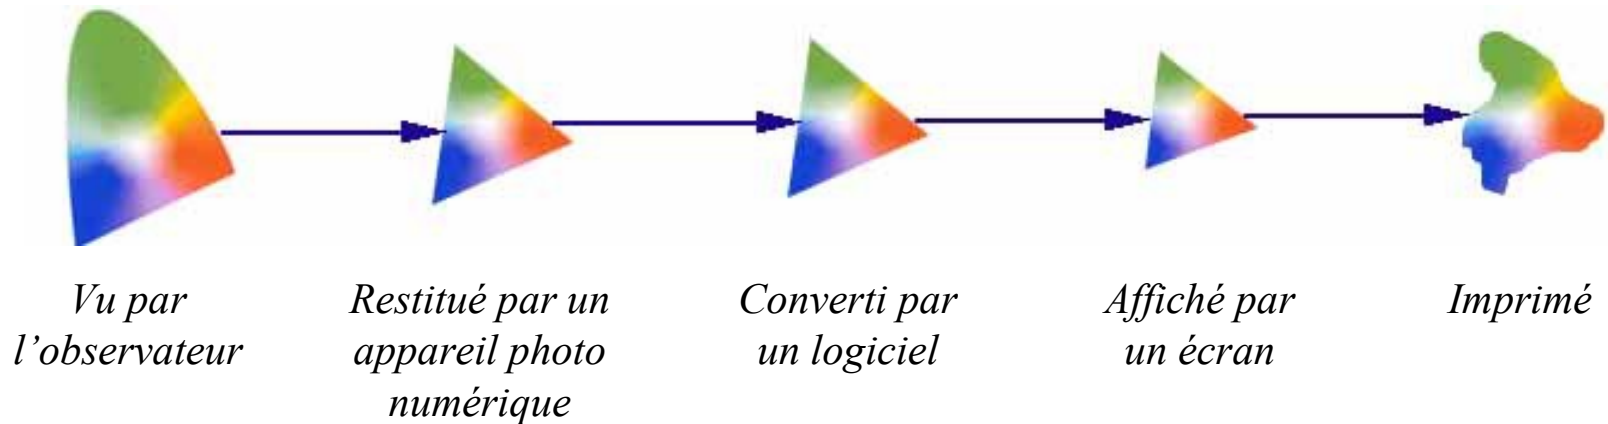 Vu par
l’observateur
Restitué par un
appareil photo
numérique
Converti par
un logiciel
Affiché par
un écran
Imprimé